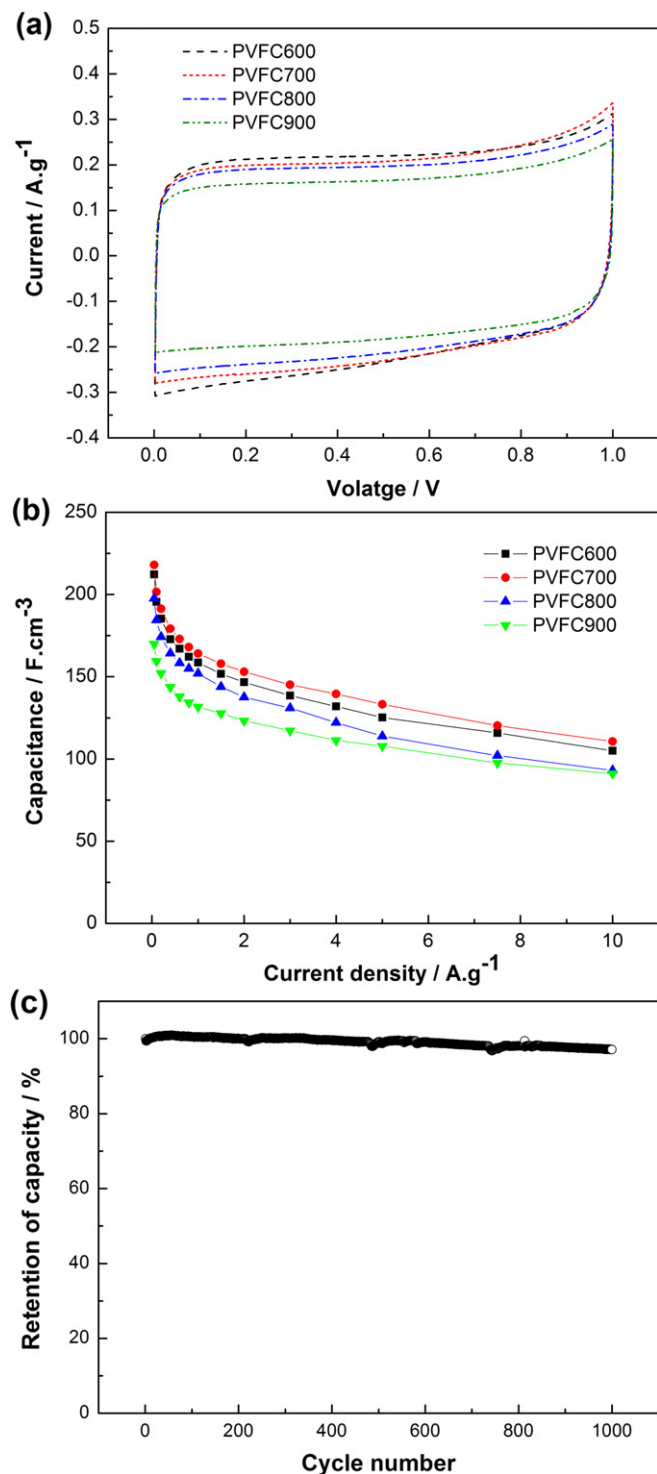 (a)
PVFC600
PVFC700
PVFC800
PVFC900
Current / A.g-1
0.5
0.4
0.3
0.2
0.1
0.0
-0.1
-0.2
-0.3
-0.4
0.0 0.2 0.4 0.6 0.8 1.0
Volatge / V
(b)
PVFC600
PVFC700
PVFC800
PVFC900
Capacitance / F.cm-3
250
200
150
100
50
0
0 2 4 6 8 10
Current density / A.g-1
(c)
Retention of capacity / %
100
80
60
40
20
0
0 200 400 600 800 1000
Cycle number